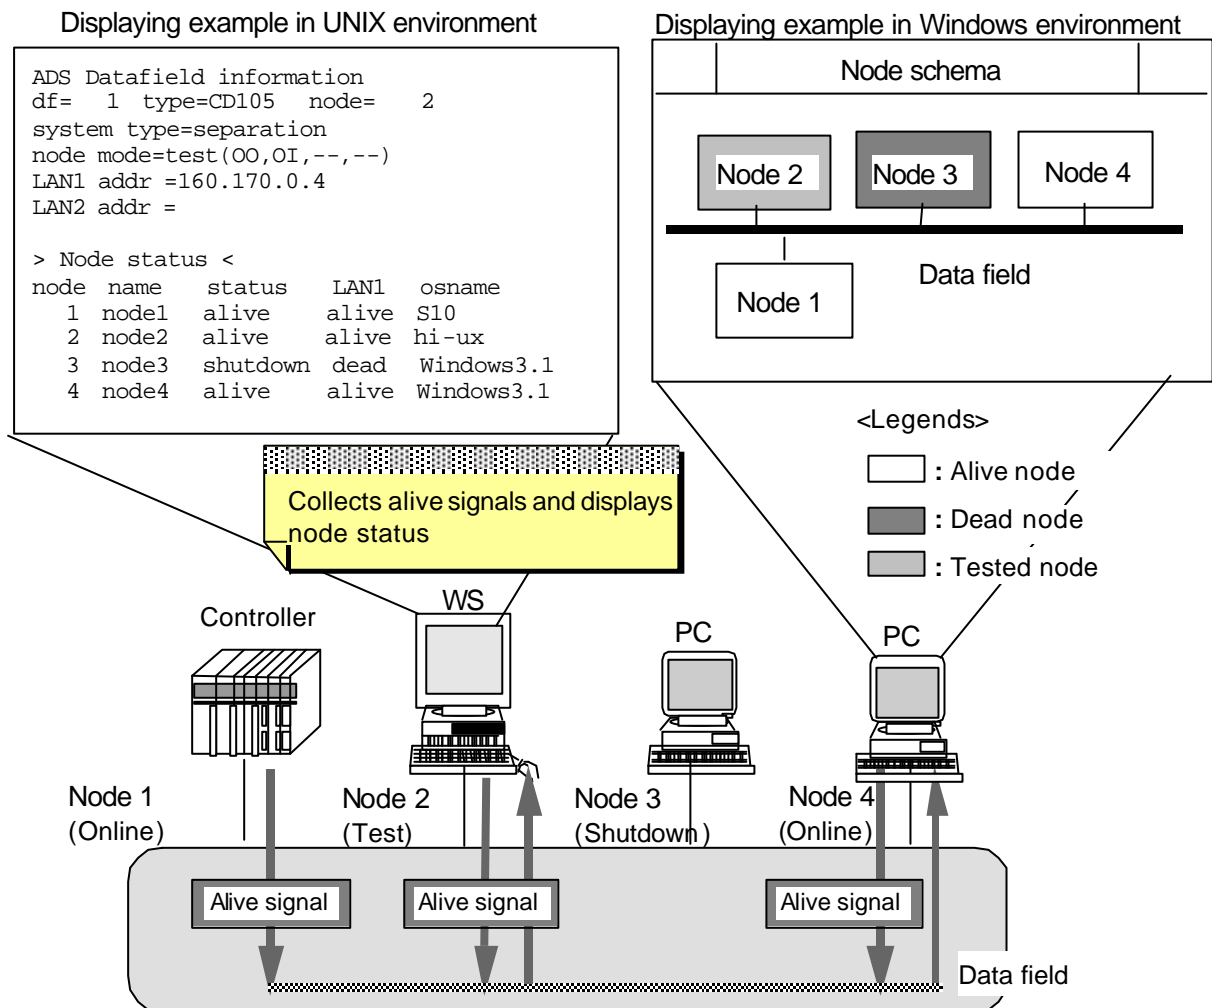 Displaying example in UNIX environment
ADS Datafield information
df= 1 type=CD105 node= 2
system type=separation
node mode=test(OO,OI,--,--)
LAN1 addr =160.170.0.4
LAN2 addr =
> Node status <
node name status LAN1 osname
1 node1 alive alive S10
2 node2 alive alive hi-ux
3 node3 shutdown dead Windows3.1
4 node4 alive alive Windows3.1
Displaying example in Windows environment
Node schema
Node 2
Node 3
Node 4
Data field
Node 1
<Legends>
: Alive node
: Dead node
: Tested node
Collects alive signals and displays
node status
Controller
WS
PC
PC
Node 1
(Online)
Node 2
(Test)
Node 3
(Shutdown)
Node 4
(Online)
Alive signal
Alive signal
Alive signal
Data field